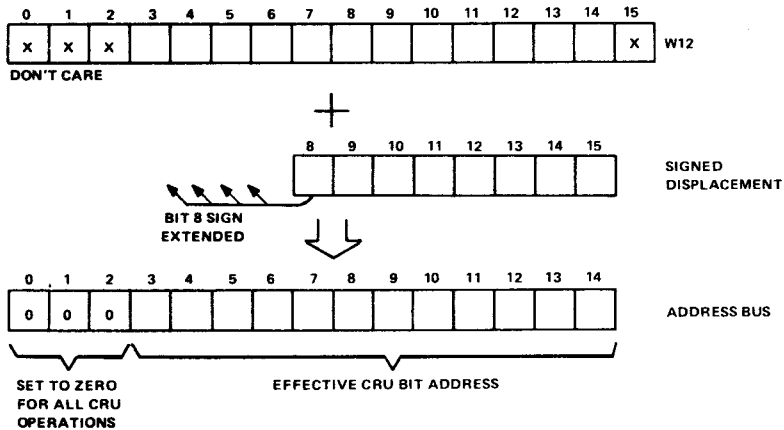 0 1 2 3 4 5 6 7 8 9 10 11 12 13 14 15
X X X X W12
DON'T CARE
+
8 9 10 11 12 13 14 15
SIGNED
DISPLACEMENT
BIT 8 SIGN
EXTENDED
0 1 2 3 4 5 6 7 8 9 10 11 12 13 14
0 0 0 ADDRESS BUS
SET TO ZERO
FOR ALL CRU
OPERATIONS
EFFECTIVE CRU BIT ADDRESS